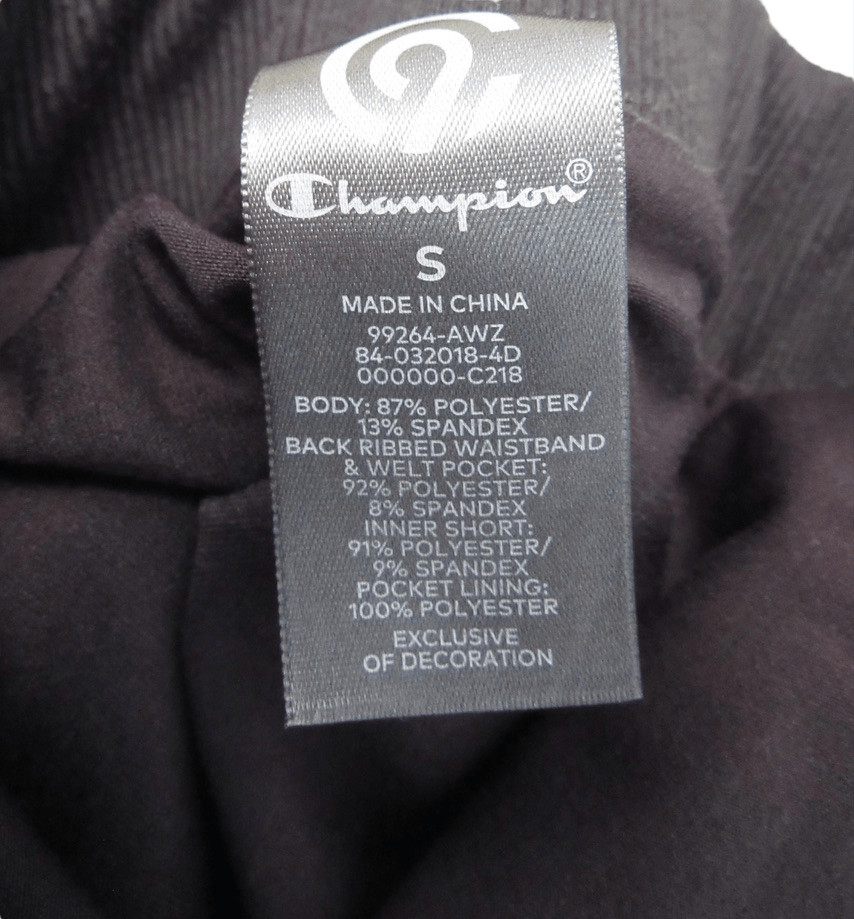 Champion®
S
MADE IN CHINA
99264-AWZ
84-032018-4D
000000-C218
BODY: 87% POLYESTER/
13% SPANDEX
BACK RIBBED WAISTBAND
& WELT POCKET:
92% POLYESTER/
8% SPANDEX
INNER SHORT:
91% POLYESTER/
9% SPANDEX
POCKET LINING:
100% POLYESTER
EXCLUSIVE
OF DECORATION